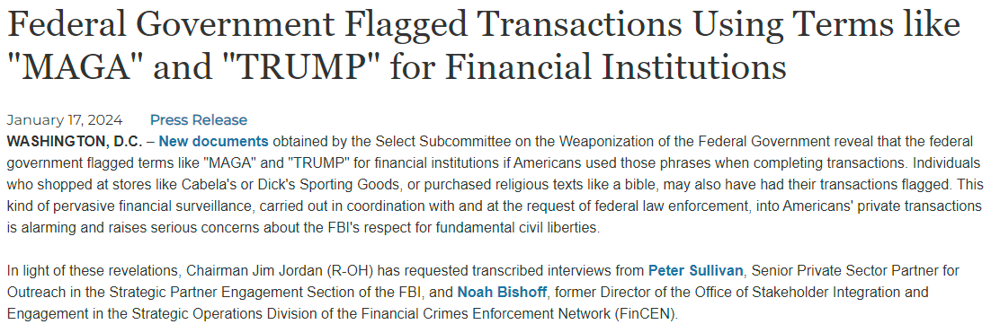 Federal Government Flagged Transactions Using Terms like
"MAGA" and "TRUMP" for Financial Institutions
January 17, 2024 Press Release
WASHINGTON, D.C. – New documents obtained by the Select Subcommittee on the Weaponization of the Federal Government reveal that the federal
government flagged terms like "MAGA" and "TRUMP" for financial institutions if Americans used those phrases when completing transactions. Individuals
who shopped at stores like Cabela's or Dick's Sporting Goods, or purchased religious texts like a bible, may also have had their transactions flagged. This
kind of pervasive financial surveillance, carried out in coordination with and at the request of federal law enforcement, into Americans' private transactions
is alarming and raises serious concerns about the FBI's respect for fundamental civil liberties.
In light of these revelations, Chairman Jim Jordan (R-OH) has requested transcribed interviews from Peter Sullivan, Senior Private Sector Partner for
Outreach in the Strategic Partner Engagement Section of the FBI, and Noah Bishoff, former Director of the Office of Stakeholder Integration and
Engagement in the Strategic Operations Division of the Financial Crimes Enforcement Network (FinCEN).